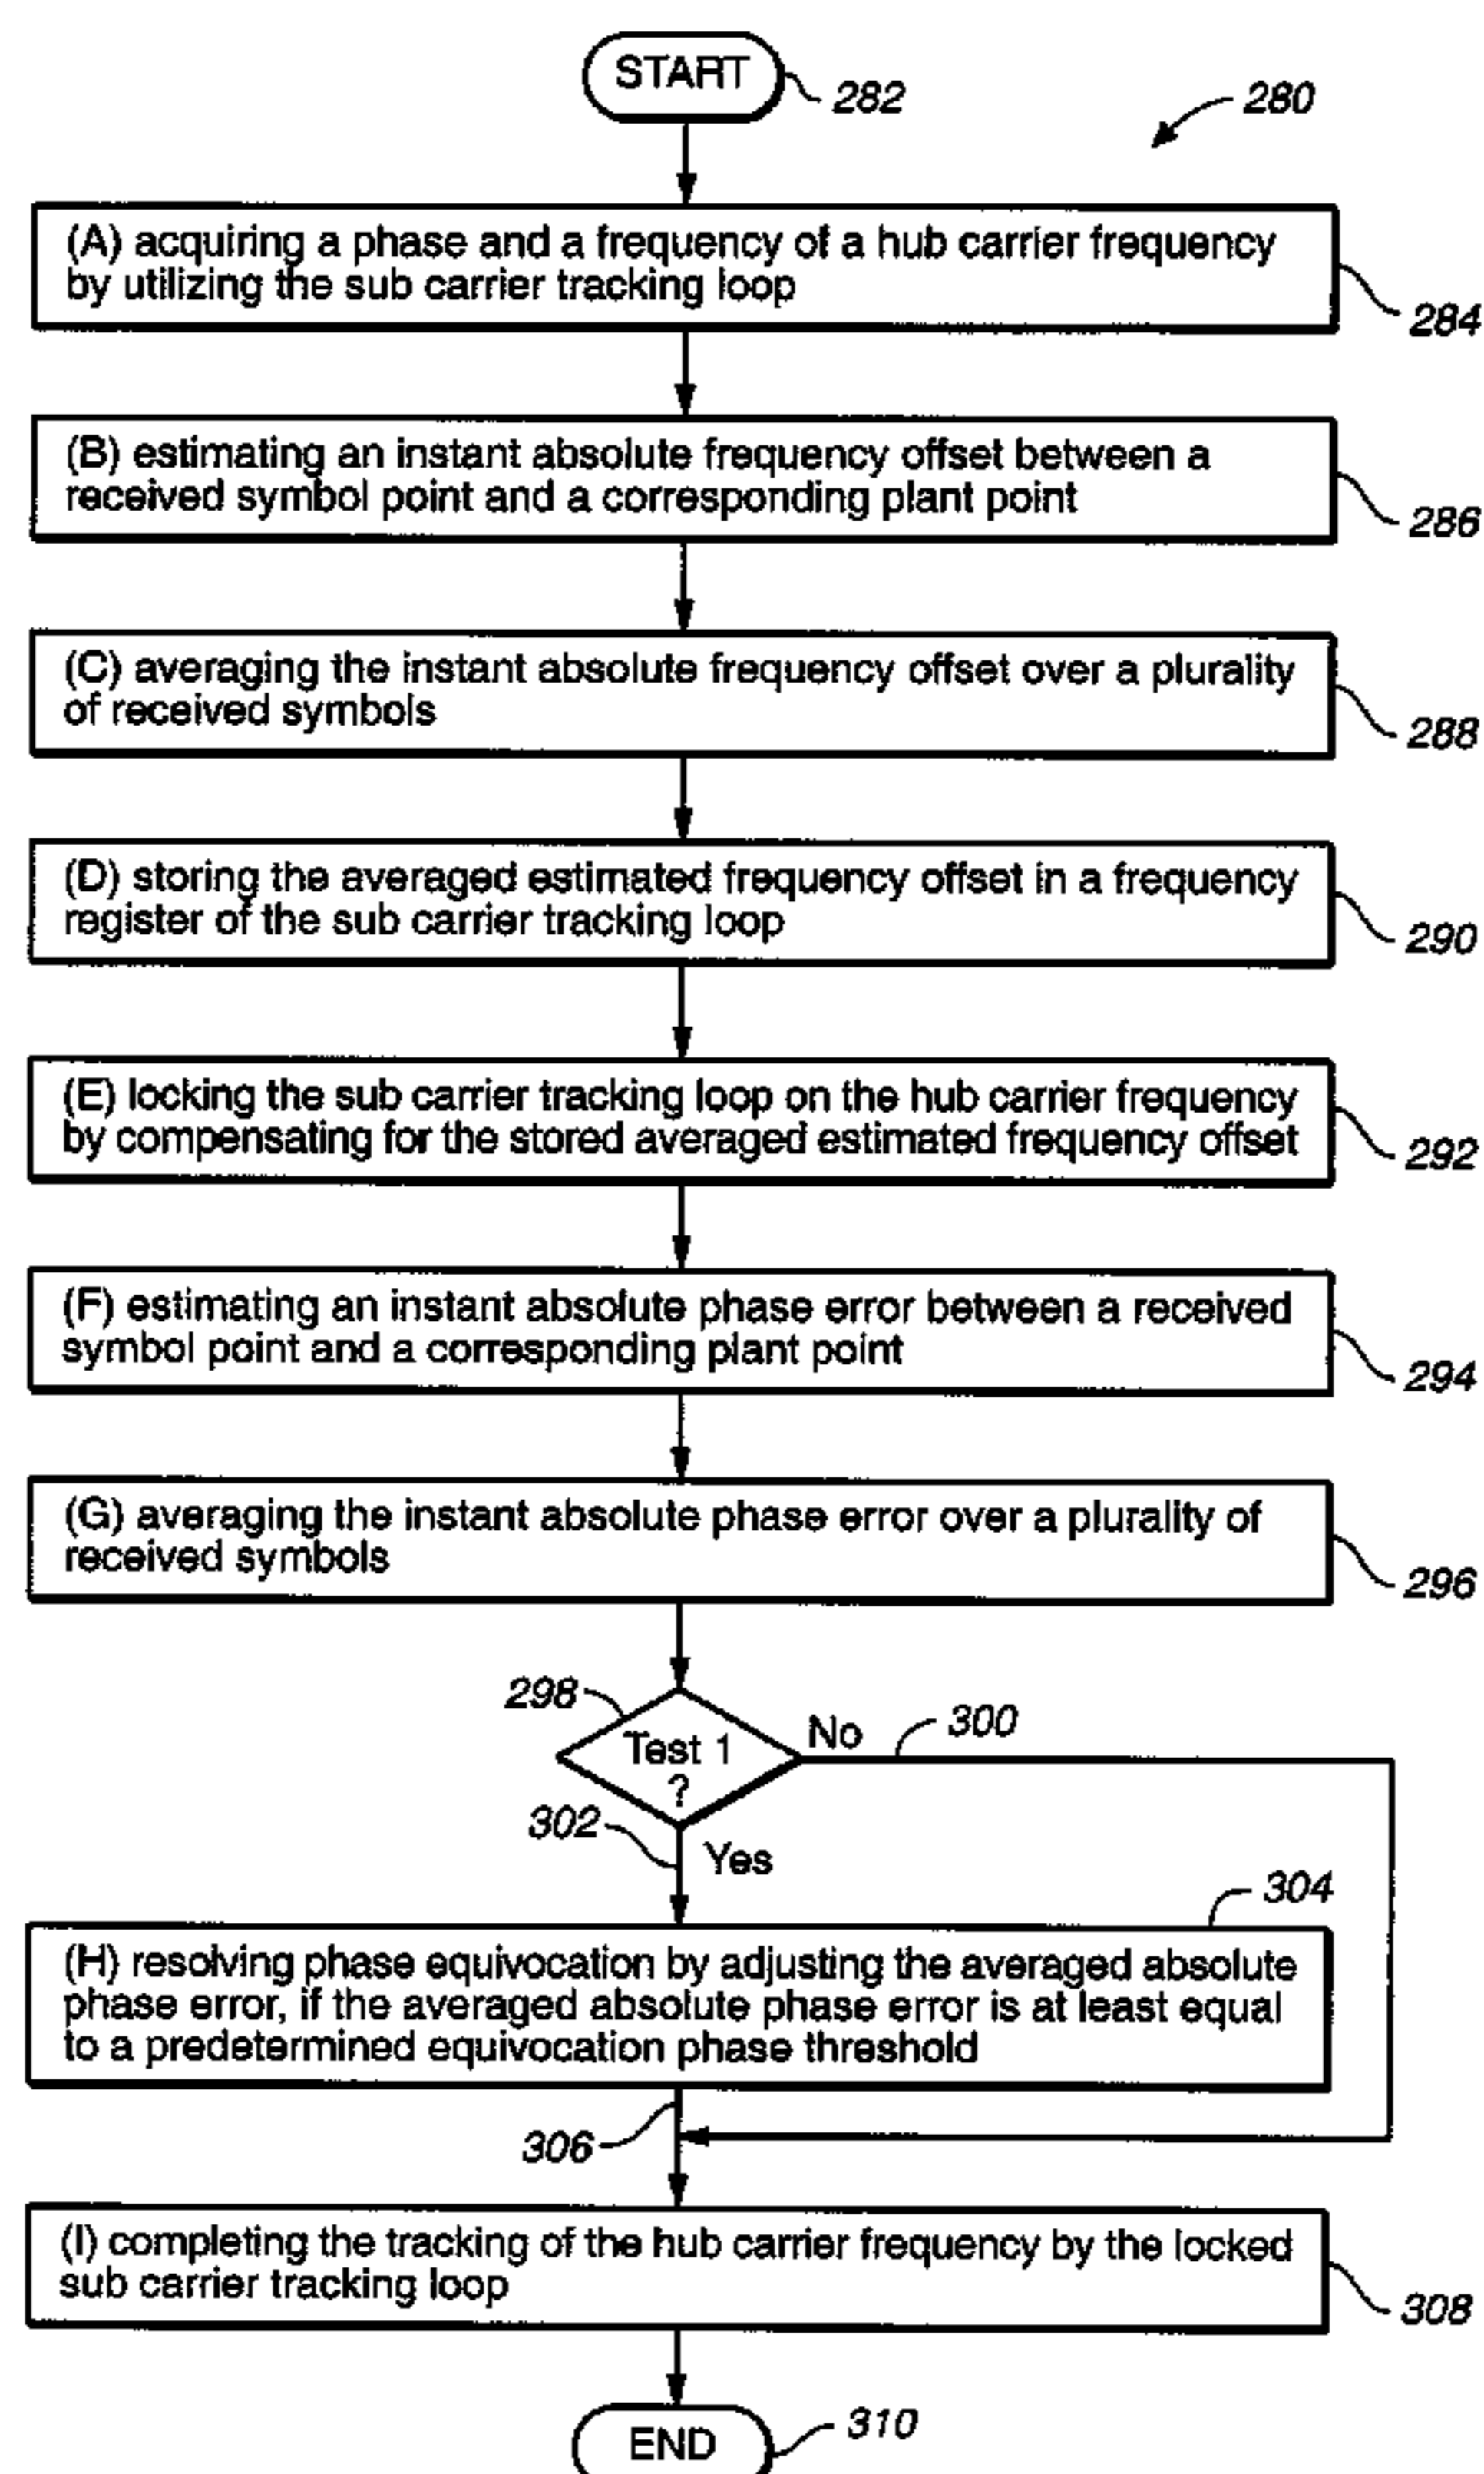 START
282
280
(A) acquiring a phase and a frequency of a hub carrier frequency
by utilizing the sub carrier tracking loop
284
(B) estimating an instant absolute frequency offset between a
received symbol point and a corresponding plant point
286
(C) averaging the instant absolute frequency offset over a plurality
of received symbols
288
(D) storing the averaged estimated frequency offset in a frequency
register of the sub carrier tracking loop
290
(E) locking the sub carrier tracking loop on the hub carrier frequency
by compensating for the stored averaged estimated frequency offset
292
(F) estimating an instant absolute phase error between a received
symbol point and a corresponding plant point
294
(G) averaging the instant absolute phase error over a plurality of
received symbols
296
298
Test 1
?
No
300
302
Yes
304
(H) resolving phase equivocation by adjusting the averaged absolute
phase error, if the averaged absolute phase error is at least equal
to a predetermined equivocation phase threshold
306
(I) completing the tracking of the hub carrier frequency by the locked
sub carrier tracking loop
308
END
310